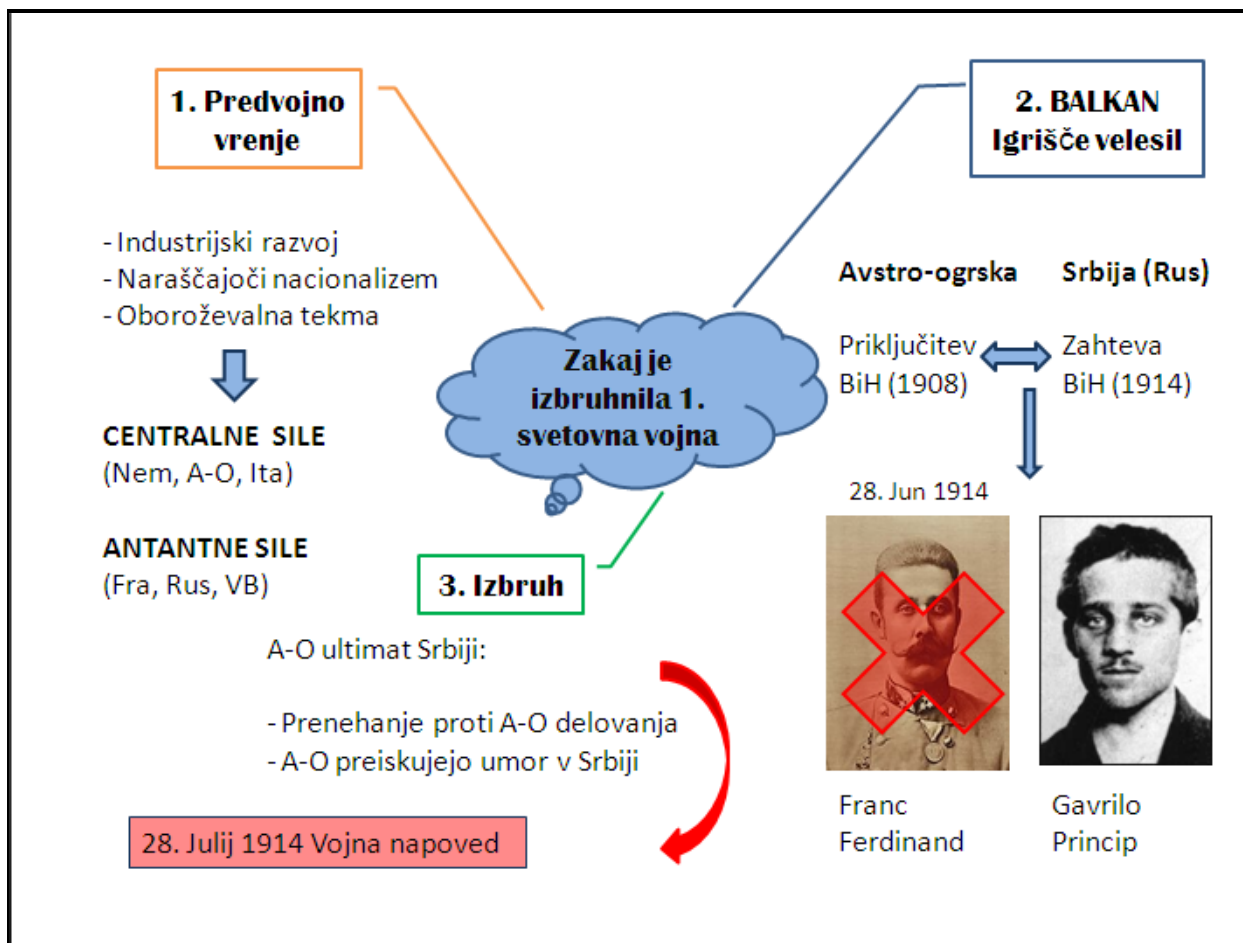 1. Predvojno
vrenje
- Industrijski razvoj
- Naraščajoči nacionalizem
- Oboroževalna tekma
CENTRALNE SILE
(Nem, A-O, Ita)
ANTANTNE SILE
(Fra, Rus, VB)
Zakaj je
izbruhnila 1.
svetovna vojna
2. BALKAN
Igrišče velesil
Avstro-ogrska
Srbija (Rus)
Priključitev
BiH (1908)
Zahteva
BiH (1914)
28. Jun 1914
Franc
Ferdinand
Gavrilo
Princip
3. Izbruh
A-O ultimat Srbiji:
- Prenehanje proti A-O delovanja
- A-O preiskujejo umor v Srbiji
28. Julij 1914 Vojna napoved